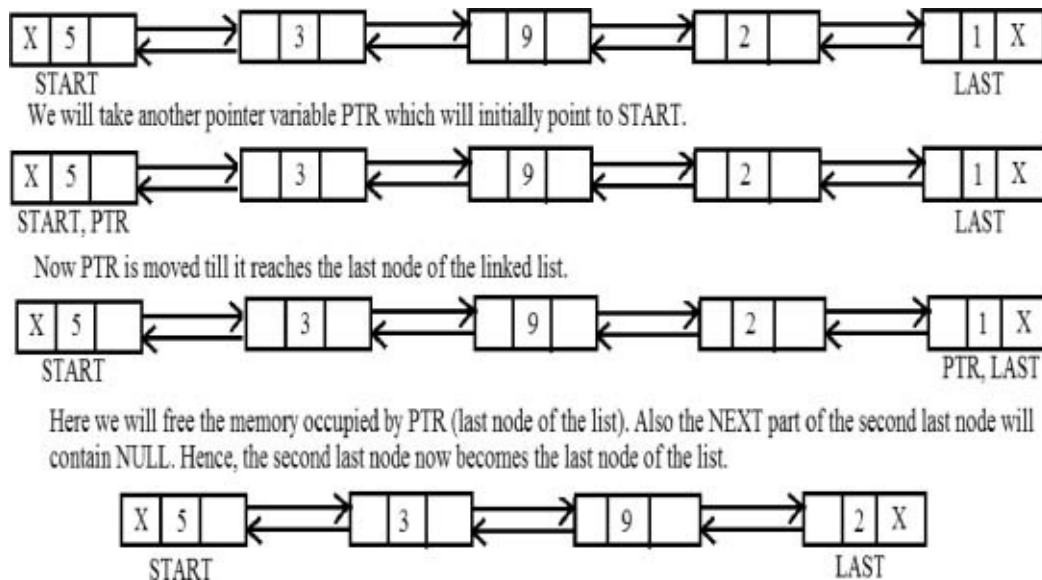 X 5 3 9 2 1 X
START LAST
We will take another pointer variable PTR which will initially point to START.
X 5 3 9 2 1 X
START, PTR LAST
Now PTR is moved till it reaches the last node of the linked list.
X 5 3 9 2 1 X
START PTR, LAST
Here we will free the memory occupied by PTR (last node of the list). Also the NEXT part of the second last node will
contain NULL. Hence, the second last node now becomes the last node of the list.
X 5 3 9 2 X
START LAST